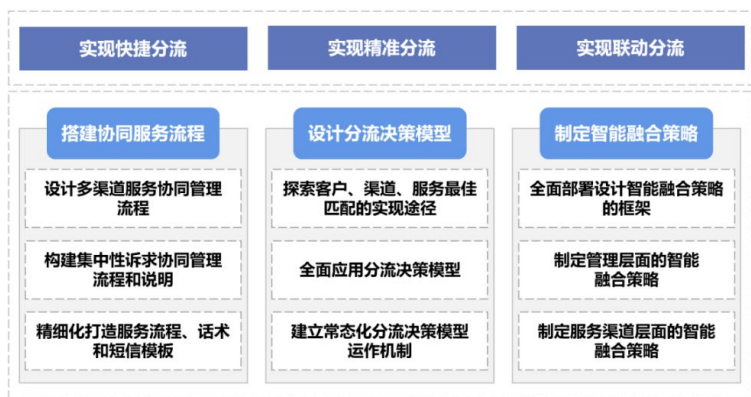 实现快捷分流
实现精准分流
实现联动分流
搭建协同服务流程
设计多渠道服务协同管理
流程
构建集中性诉求协同管理
流程和说明
精细化打造服务流程、话术
和短信模板
设计分流决策模型
探索客户、渠道、服务最佳
匹配的实现途径
全面应用分流决策模型
建立常态化分流决策模型
运作机制
制定智能融合策略
全面部署设计智能融合策略
的框架
制定管理层面的智能
融合策略
制定服务渠道层面的智能
融合策略